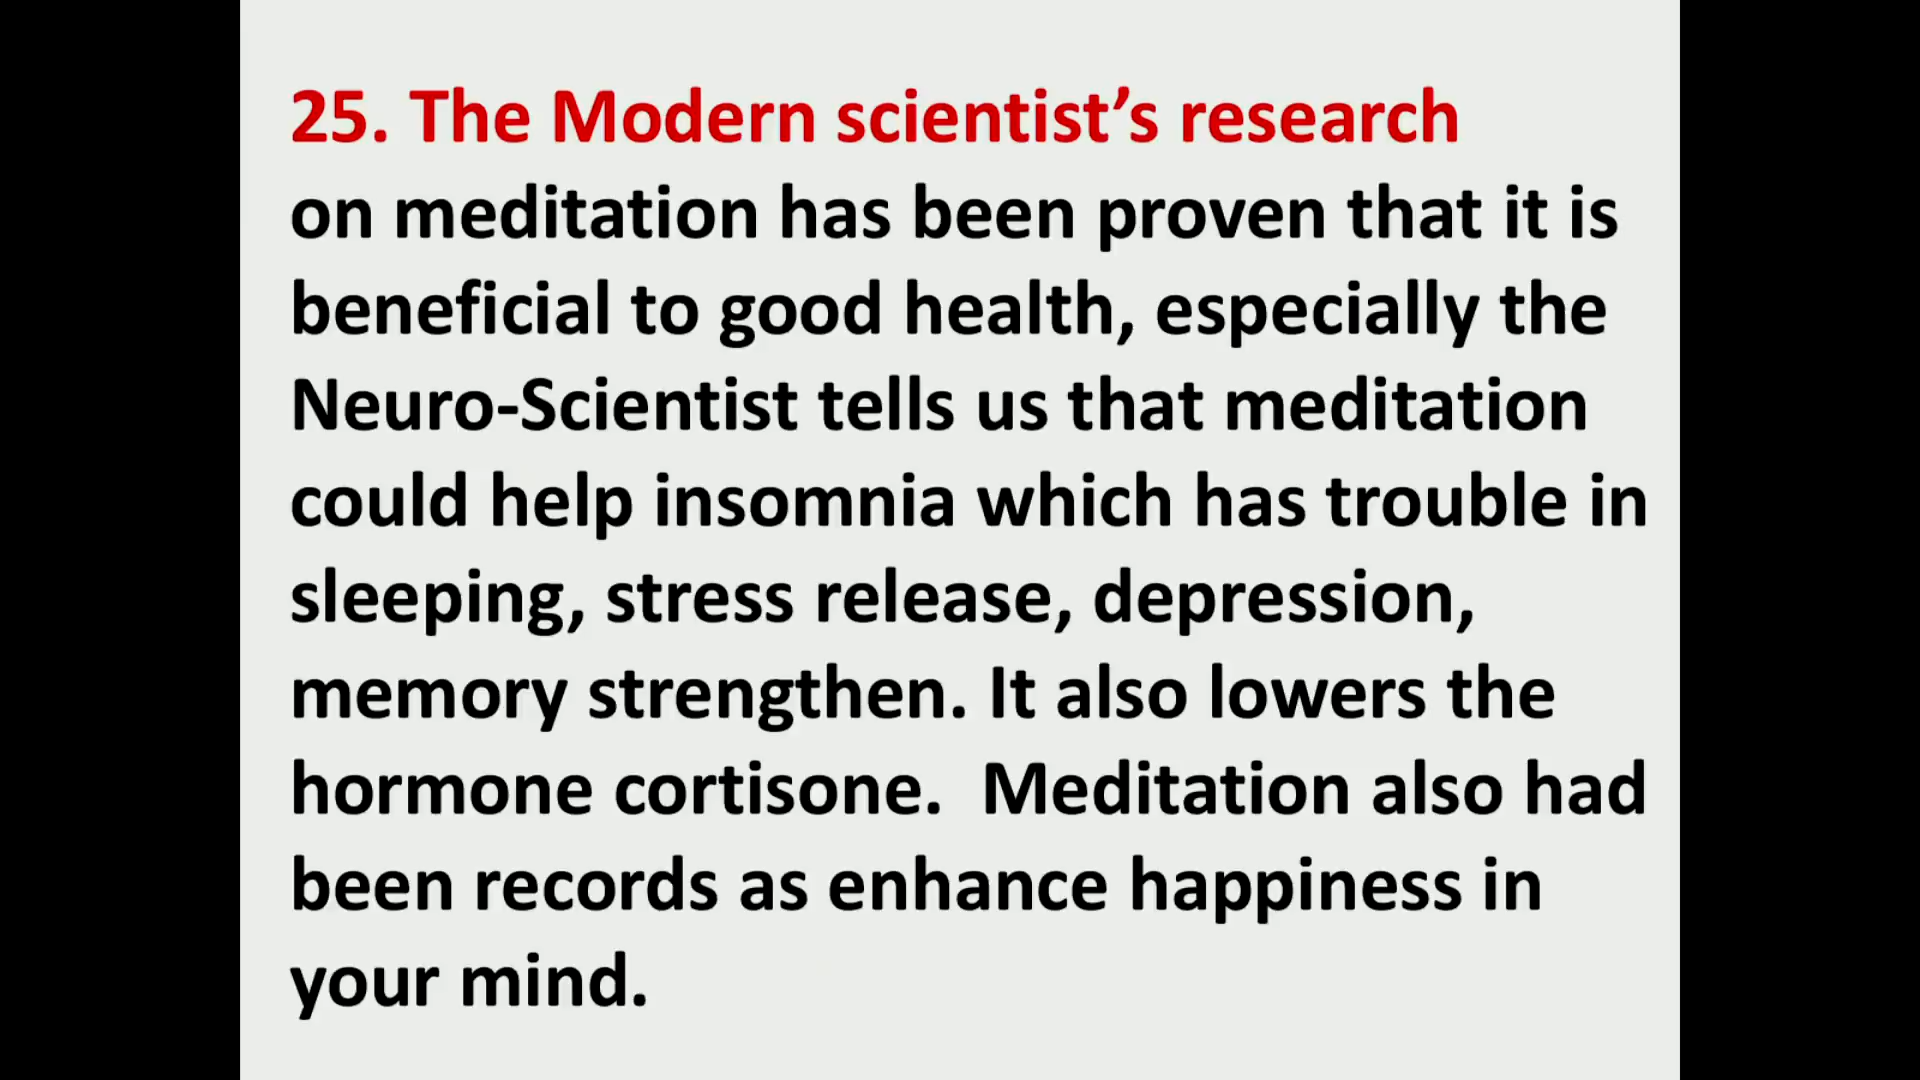 25. The Modern scientist’s research
on meditation has been proven that it is
beneficial to good health, especially the
Neuro-Scientist tells us that meditation
could help insomnia which has trouble in
sleeping, stress release, depression,
memory strengthen. It also lowers the
hormone cortisone.  Meditation also had
been records as enhance happiness in
your mind.